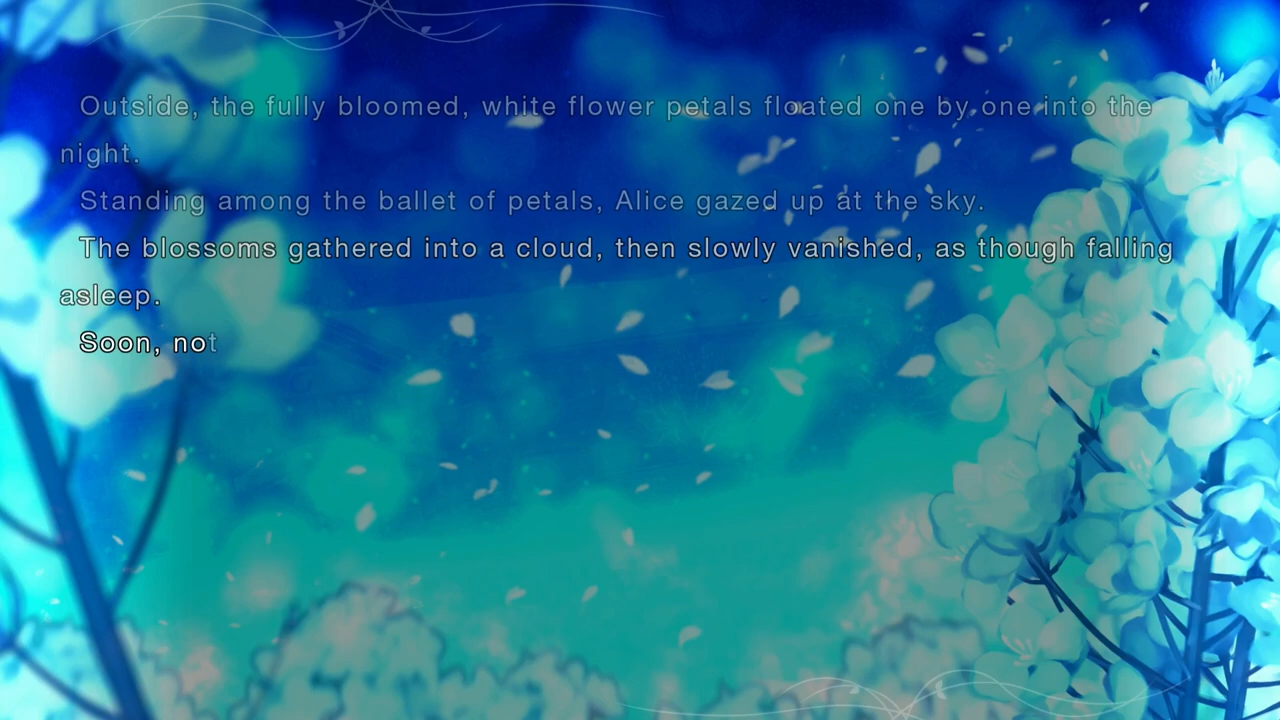 Outside, the fully bloomed, white flower petals floated one by one into the
night.
Standing among the ballet of petals, Alice gazed up at the sky.
The blossoms gathered into a cloud, then slowly vanished, as though falling
asleep.
Soon, not